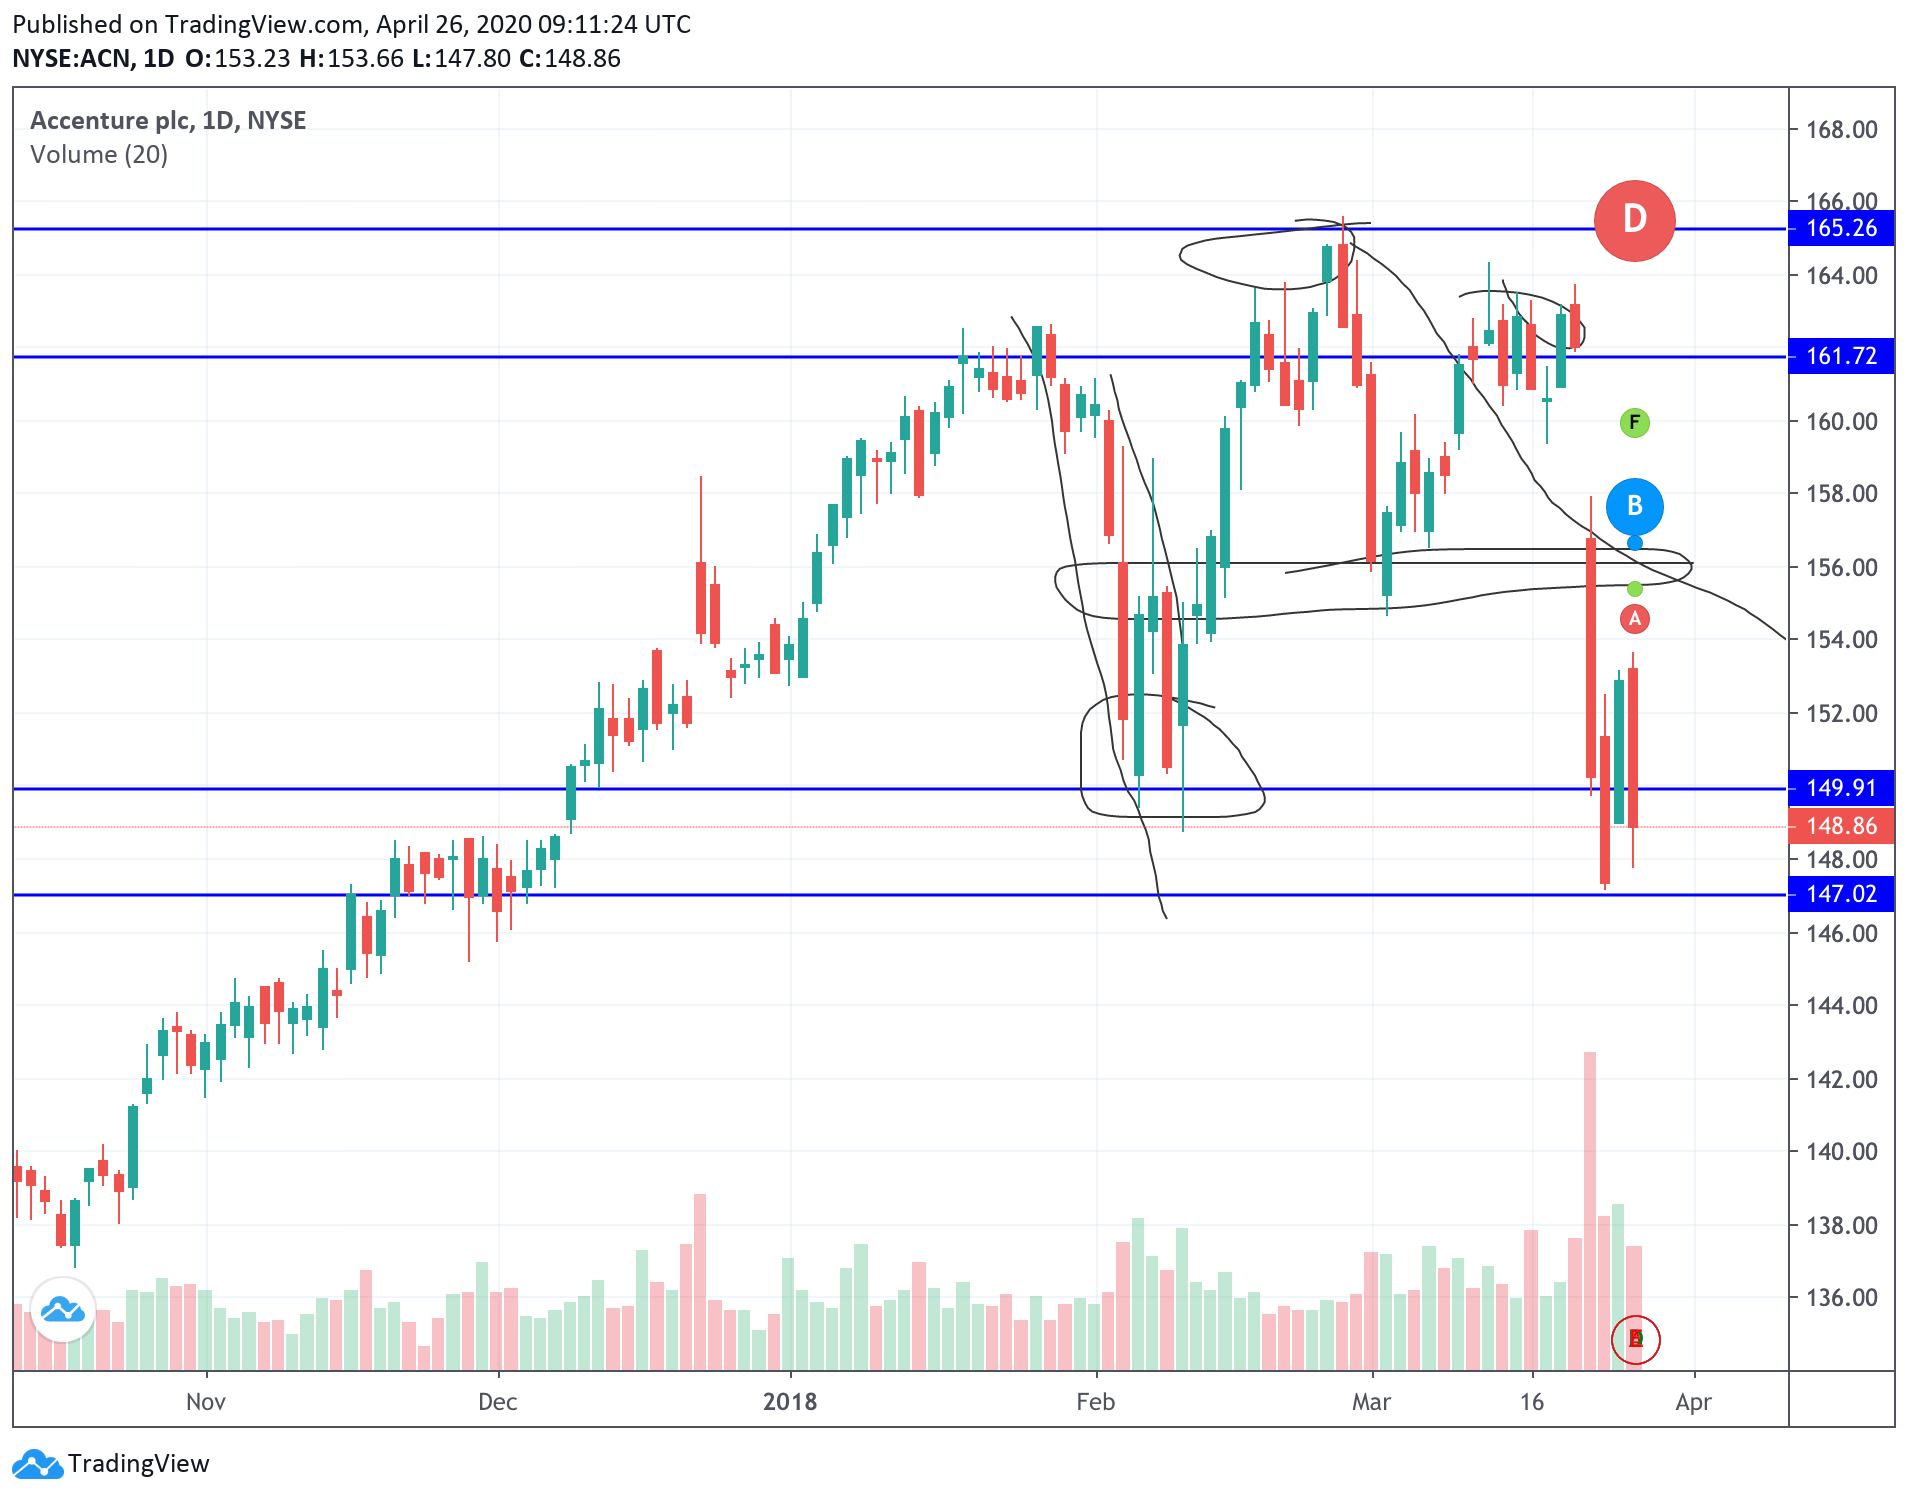 Published on TradingView.com, April 26, 2020 09:11:24 UTC
NYSE:ACN, 1D O:153.23 H:153.66 L:147.80 C:148.86
Accenture plc, 1D, NYSE
Volume (20)
168.00
166.00
165.26
D
164.00
161.72
160.00
F
158.00
B
156.00
A
154.00
152.00
149.91
148.86
148.00
147.02
146.00
144.00
142.00
140.00
138.00
136.00
Nov
Dec
2018
Feb
Mar
16
Apr
TradingView